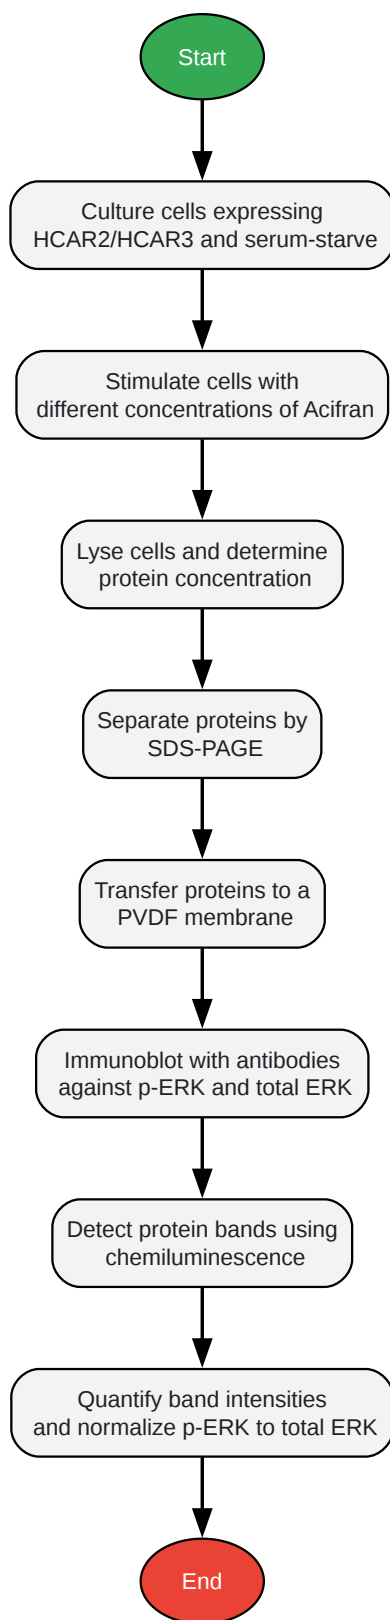 Start
Culture cells expressing
HCAR2/HCAR3 and serum-starve
Stimulate cells with
different concentrations of Acifran
Lyse cells and determine
protein concentration
Separate proteins by
SDS-PAGE
Transfer proteins to a
PVDF membrane
Immunoblot with antibodies
against p-ERK and total ERK
Detect protein bands using
chemiluminescence
Quantify band intensities
and normalize p-ERK to total ERK
End